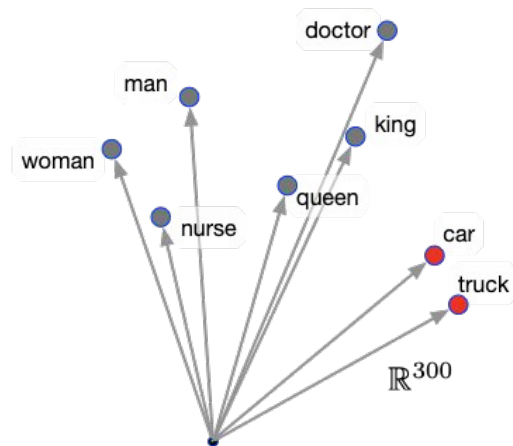 doctor
man
king
woman
queen
nurse
car
truck
ℝ³⁰⁰